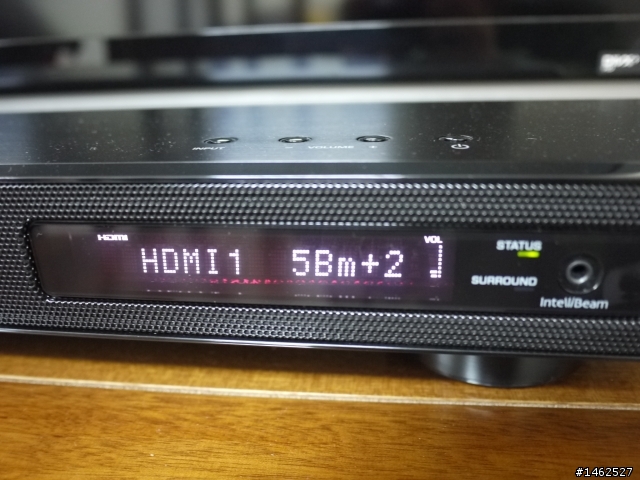 INPUT - VOLUME +
HDMI VOL
HDMI1 5Bm+2
STATUS
SURROUND
IntelliBeam
#1462527